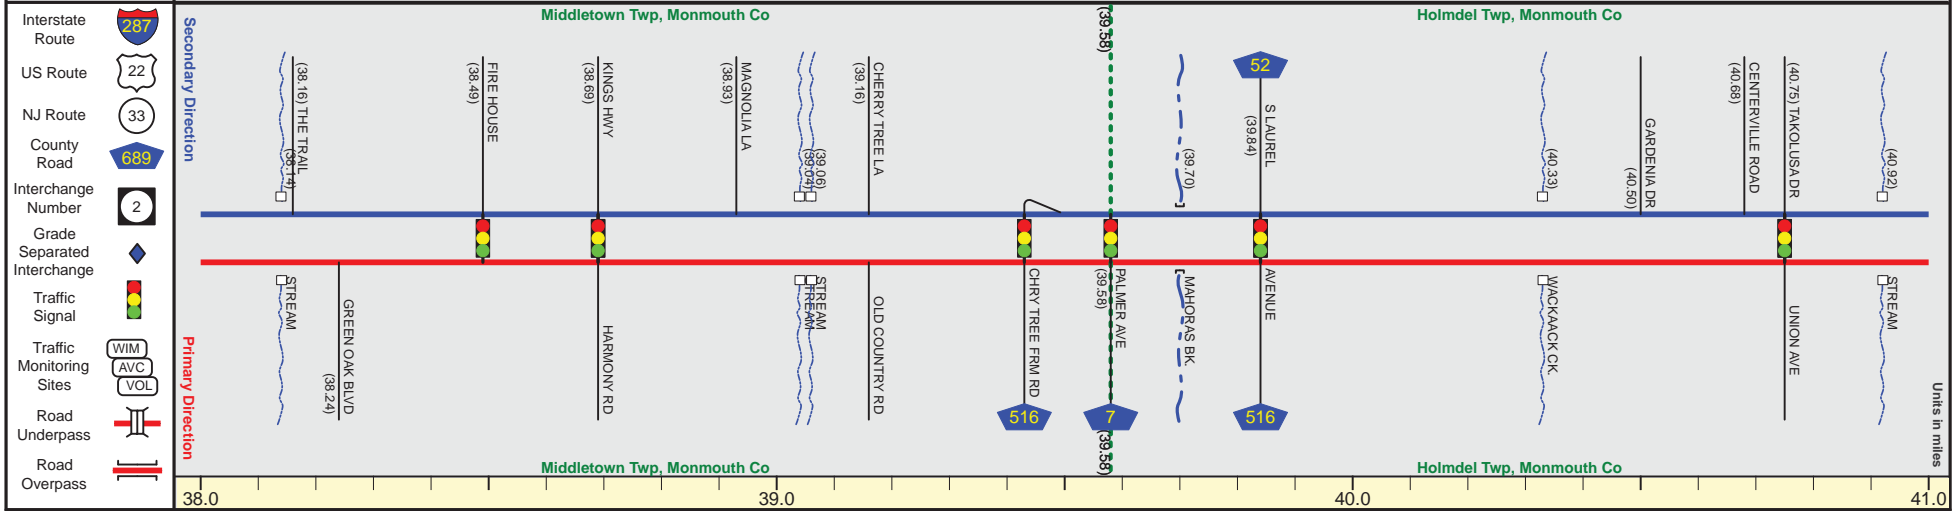 Interstate
Route
287
US Route
22
NJ Route
33
County
Road
689
Interchange
Number
2
Grade
Separated
Interchange
Traffic
Signal
Traffic
Monitoring
Sites
WIM
AVC
VOL
Road
Underpass
Road
Overpass
Secondary Direction
Primary Direction
Middletown Twp, Monmouth Co
(39.58)
Holmdel Twp, Monmouth Co
(38.14)
(38.16) THE TRAIL
(38.49)
FIRE HOUSE
(38.69)
KINGS HWY
(38.93)
MAGNOLIA LA
(39.04)
(39.06)
(39.16)
CHERRY TREE LA
(39.70)
52
S LAUREL
(39.84)
(40.33)
GARDENIA DR
(40.50)
CENTERVILLE ROAD
(40.68)
(40.75) TAKOLUSA DR
(40.92)
STREAM
GREEN OAK BLVD
(38.24)
HARMONY RD
STREAM
STREAM
OLD COUNTRY RD
CHRY TREE FRM RD
516
PALMER AVE
(39.58)
7
(39.58)
MAHORAS BK.
AVENUE
516
WACKAACK CK.
UNION AVE
STREAM
Units in miles
Middletown Twp, Monmouth Co
Holmdel Twp, Monmouth Co
38.0
39.0
40.0
41.0